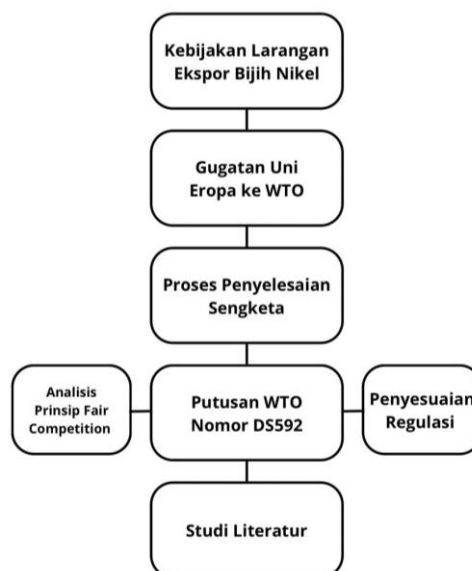 Kebijakan Larangan
Ekspor Bijih Nikel
Gugatan Uni
Eropa ke WTO
Proses Penyelesaian
Sengketa
Analisis
Prinsip Fair
Competition
Putusan WTO
Nomor DS592
Penyesuaian
Regulasi
Studi Literatur